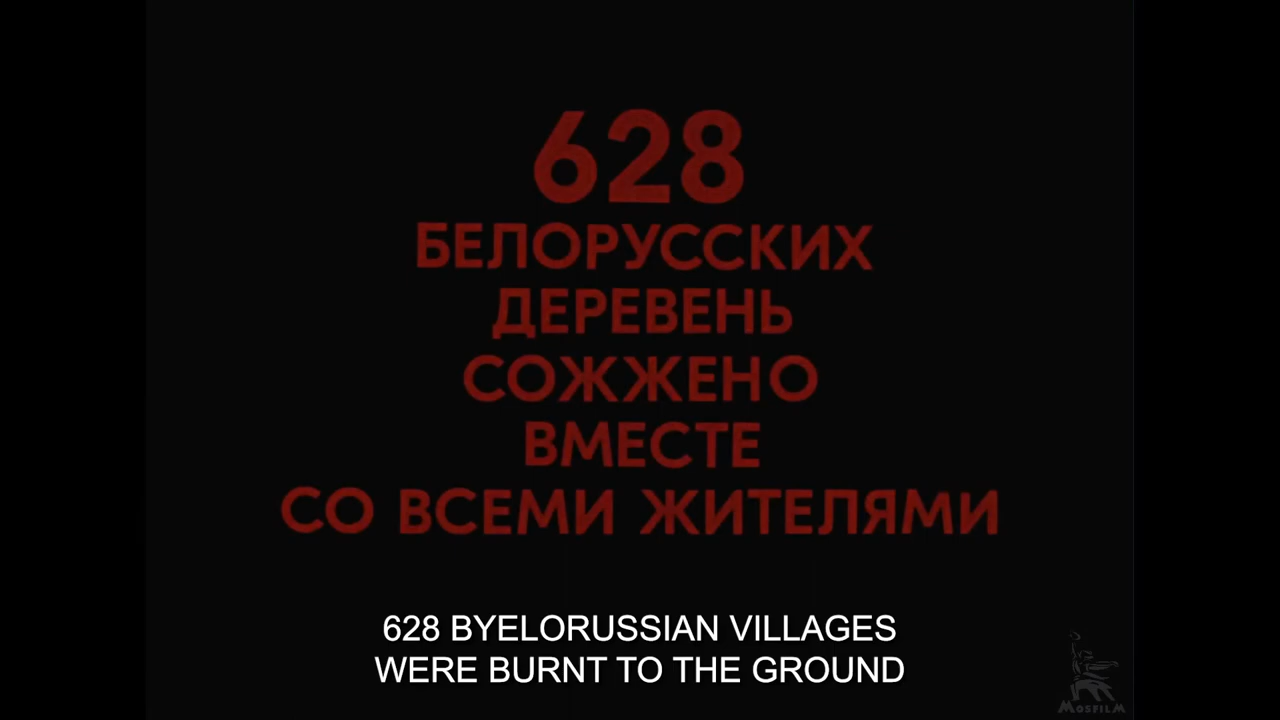 628
БЕЛОРУССКИХ
ДЕРЕВЕНЬ
СОЖЖЕНО
ВМЕСТЕ
СО ВСЕМИ ЖИТЕЛЯМИ
628 BYELORUSSIAN VILLAGES
WERE BURNT TO THE GROUND
MOSFILM